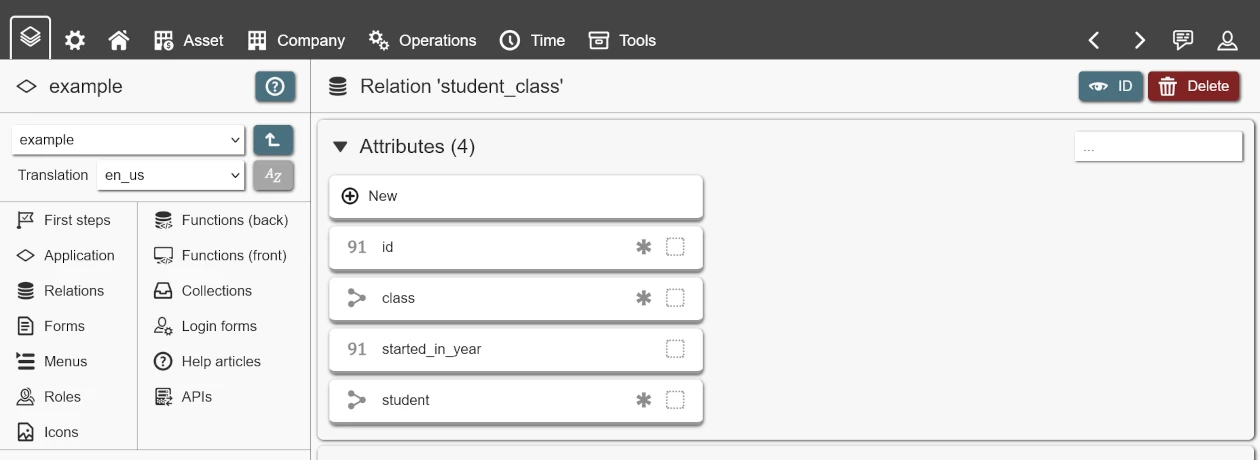 Asset Company Operations Time Tools
example
Relation 'student_class'
ID Delete
example
Translation en_us AZ
First steps
Application
Relations
Forms
Menus
Roles
Icons
Functions (back)
Functions (front)
Collections
Login forms
Help articles
APIs
Attributes (4)
...
New
91 id
class
91 started_in_year
student